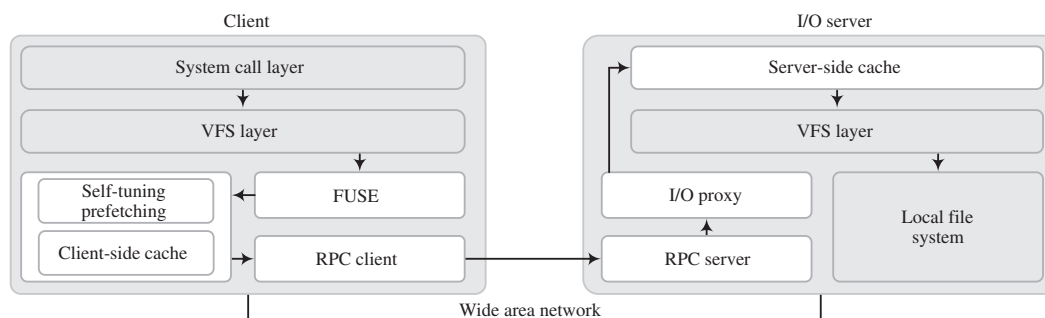 Client
System call layer
VFS layer
Self-tuning
prefetching
FUSE
Client-side cache
RPC client
I/O server
Server-side cache
VFS layer
I/O proxy
Local file
system
RPC server
Wide area network